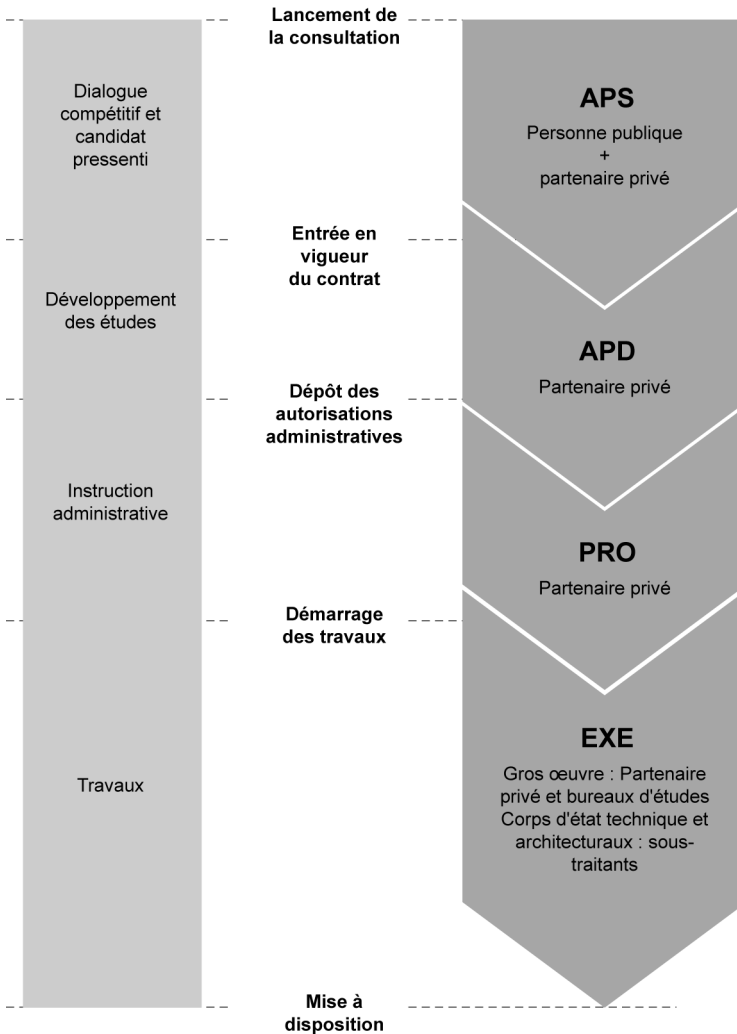 Lancement de
la consultation
Dialogue
compétitif et
candidat
pressenti
APS
Personne publique
+
partenaire privé
Entrée en
vigueur
du contrat
Développement
des études
APD
Partenaire privé
Dépôt des
autorisations
administratives
Instruction
administrative
PRO
Partenaire privé
Démarrage
des travaux
Travaux
EXE
Gros œuvre : Partenaire
privé et bureaux d'études
Corps d'état technique et
architecturaux : sous-
traitants
Mise à
disposition